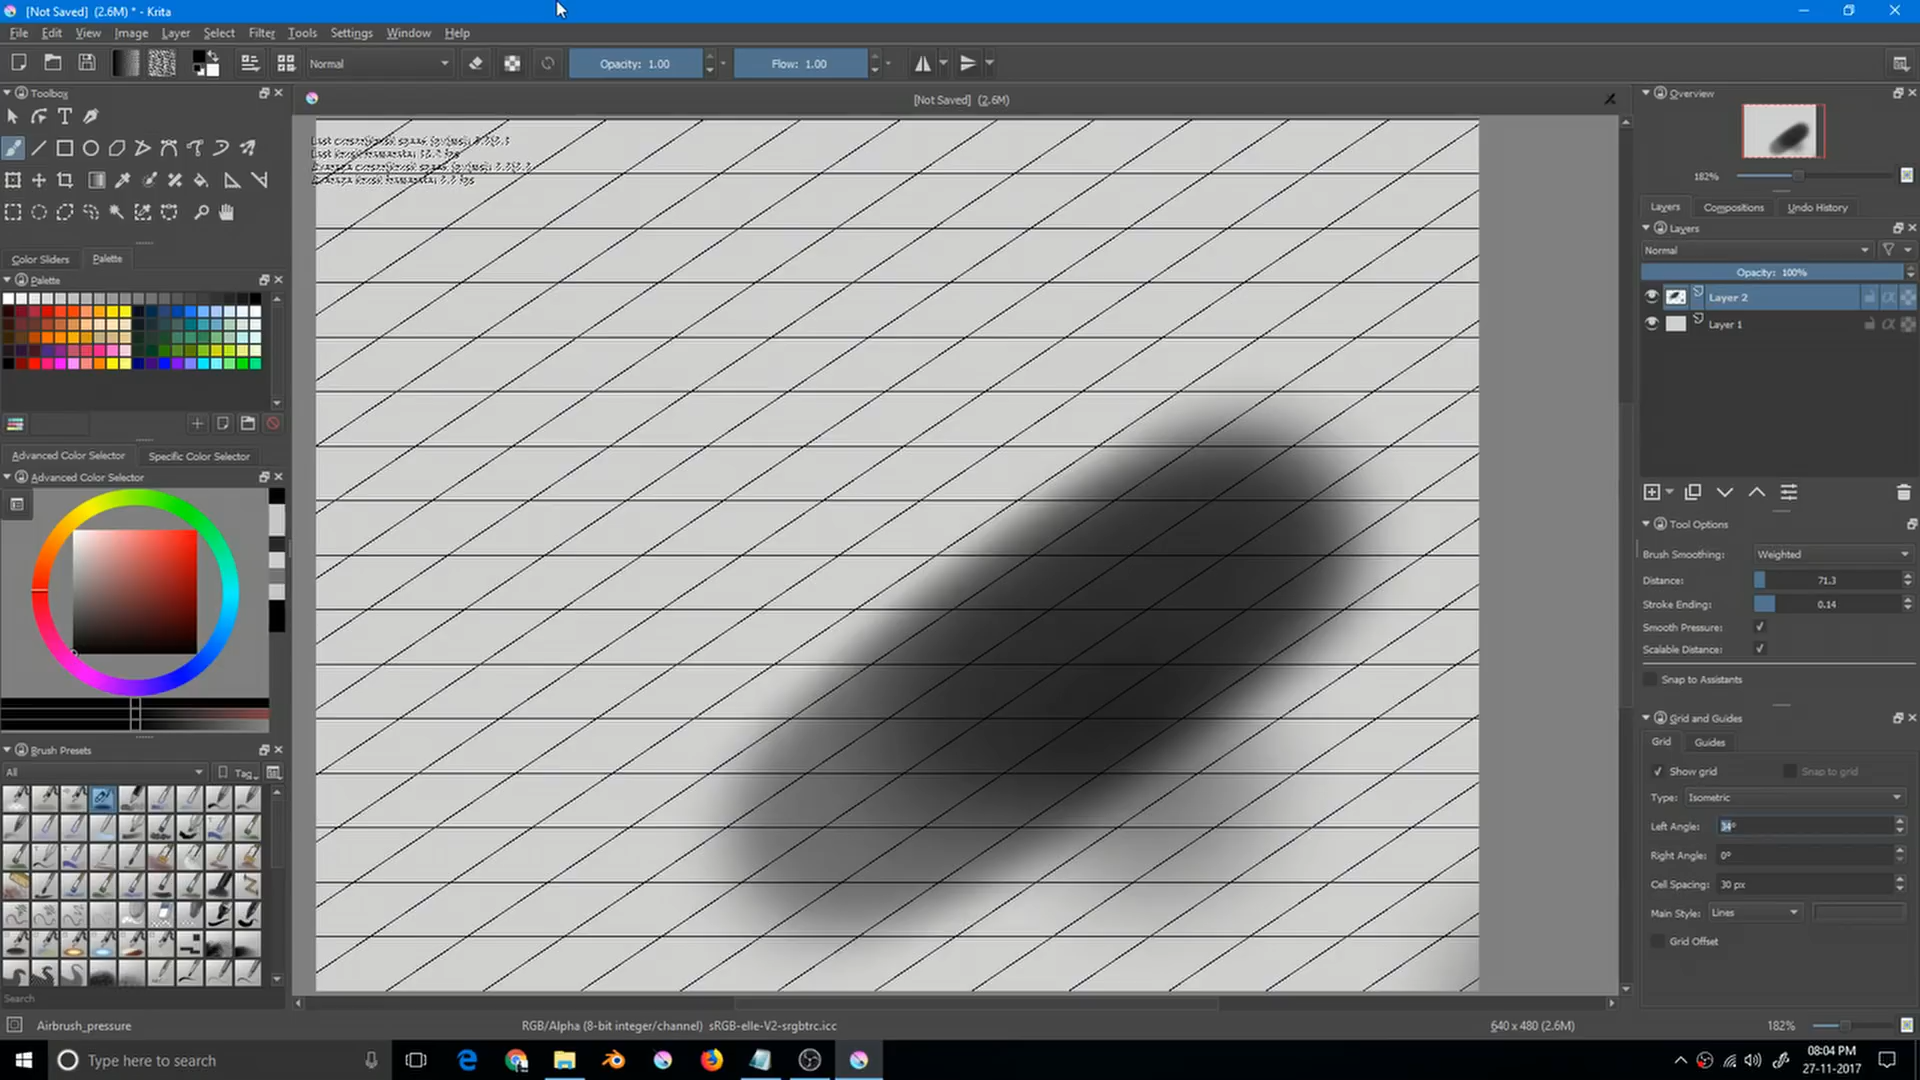 [Not Saved] (2.6M) * - Krita
File Edit View Image Layer Select Filter Tools Settings Window Help
Normal
Opacity: 1.00
Flow: 1.00
Toolbox
[Not Saved] (2.6M)
Overview
182%
Layers Compositions Undo History
Layers
Normal
Opacity: 100%
Layer 2
Layer 1
Color Sliders Palette
Palette
Advanced Color Selector Specific Color Selector
Advanced Color Selector
Brush Presets
All
Tag
Search
Tool Options
Brush Smoothing: Weighted
Distance: 71.3
Stroke Ending: 0.14
Smooth Pressure:
Scalable Distance:
Snap to Assistants
Grid and Guides
Grid Guides
Show grid Snap to grid
Type: Isometric
Left Angle: 34°
Right Angle: 0°
Cell Spacing: 30 px
Main Style: Lines
Grid Offset
Airbrush_pressure
RGB/Alpha (8-bit integer/channel) sRGB-elle-V2-srgbtrc.icc
640 x 480 (2.6M)
182%
Type here to search
08:04 PM
27-11-2017